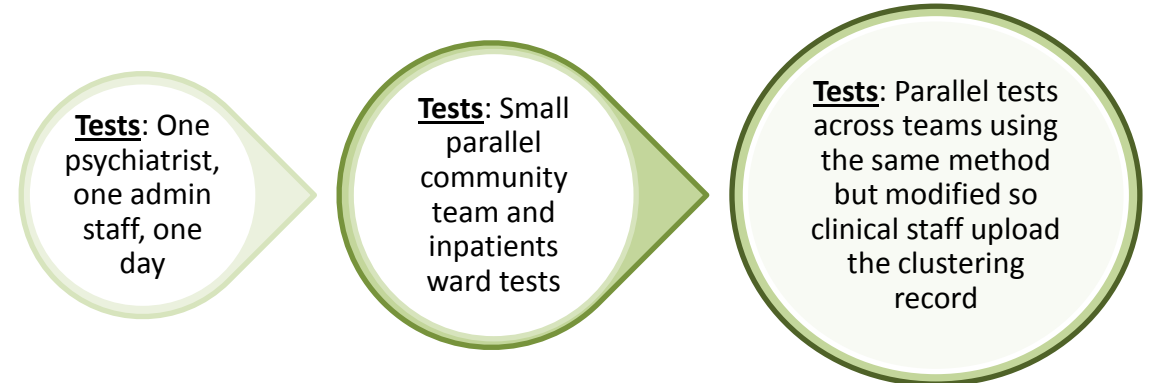 Tests: One
psychiatrist,
one admin
staff, one
day
Tests: Small
parallel
community
team and
inpatients
ward tests
Tests: Parallel tests
across teams using
the same method
but modified so
clinical staff upload
the clustering
record